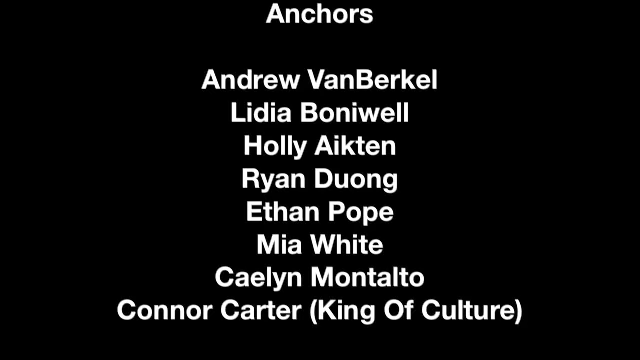 Anchors
Andrew VanBerkel
Lidia Boniwell
Holly Aikten
Ryan Duong
Ethan Pope
Mia White
Caelyn Montalto
Connor Carter (King Of Culture)